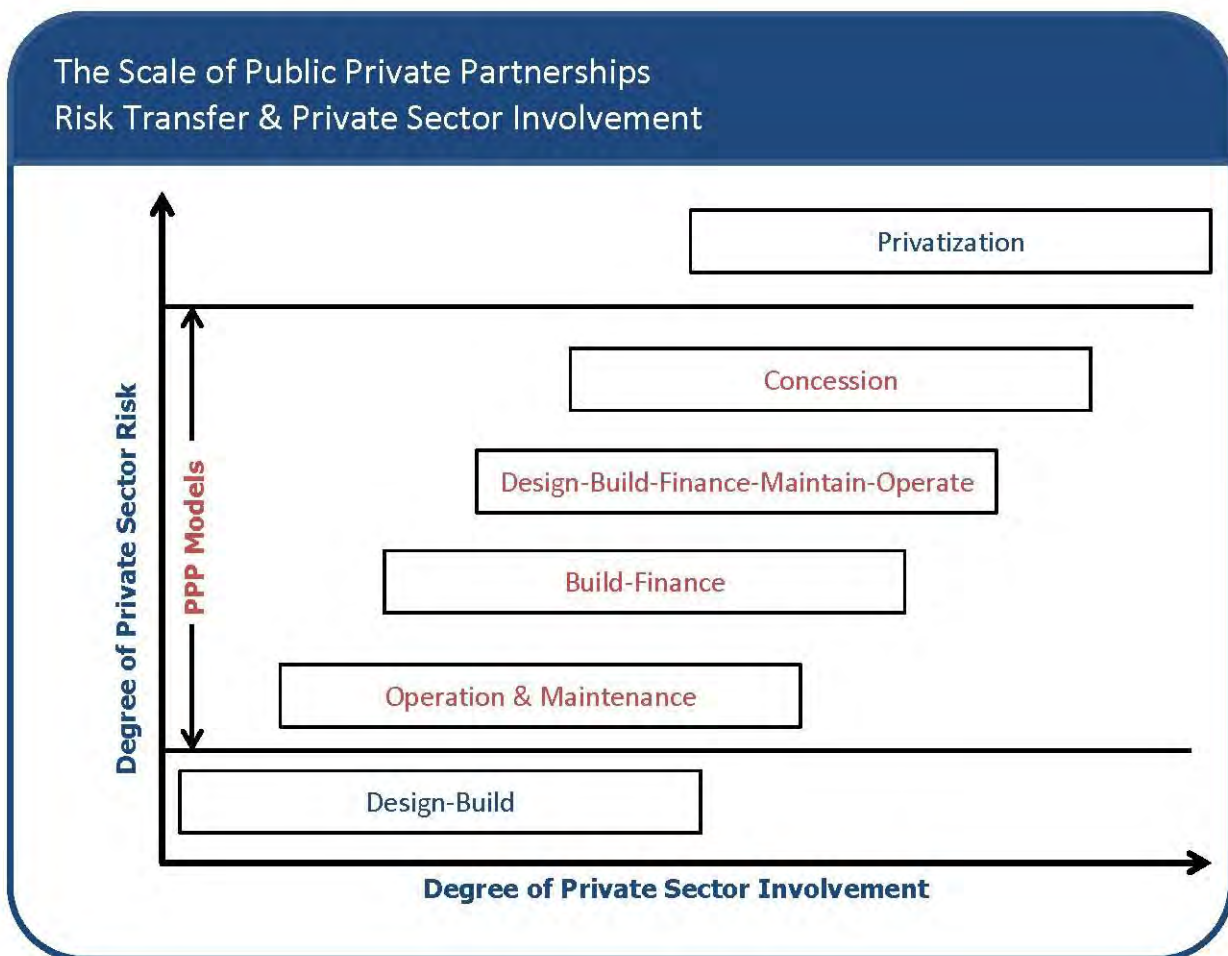 The Scale of Public Private Partnerships
Risk Transfer & Private Sector Involvement
Privatization
Concession
Design-Build-Finance-Maintain-Operate
Build-Finance
Operation & Maintenance
Design-Build
Degree of Private Sector Risk
PPP Models
Degree of Private Sector Involvement